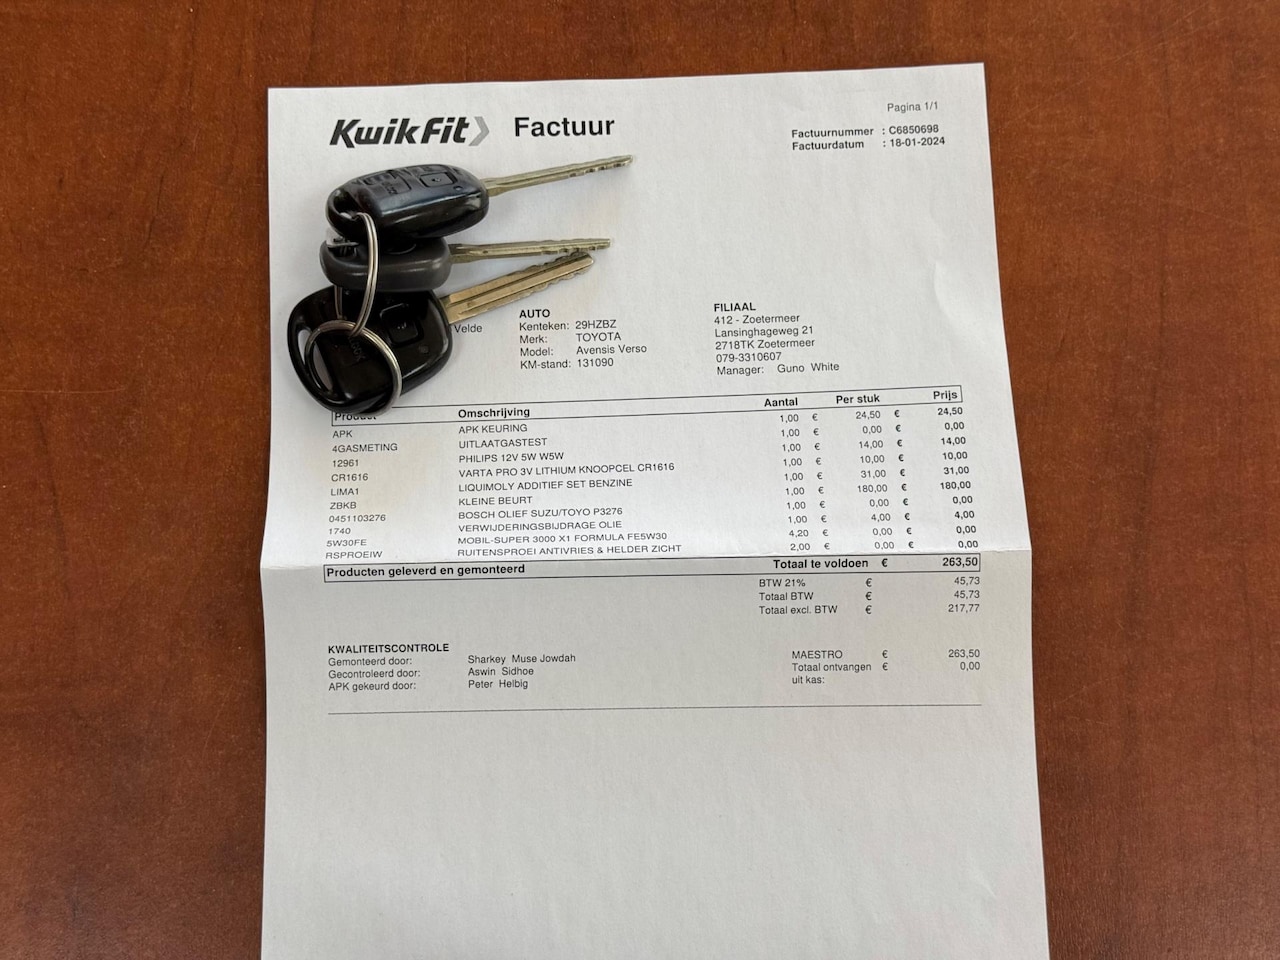 Pagina 1/1
KwikFit Factuur
Factuurnummer : C6850698
Factuurdatum : 18-01-2024
Velde
AUTO
Kenteken: 29HZBZ
Merk: TOYOTA
Model: Avensis Verso
KM-stand: 131090
FILIAAL
412 - Zoetermeer
Lansinghageweg 21
2718TK Zoetermeer
079-3310607
Manager: Guno White
Product Omschrijving Aantal Per stuk Prijs
APK APK KEURING 1,00 € 24,50 € 24,50
4GASMETING UITLAATGASTEST 1,00 € 0,00 € 0,00
12961 PHILIPS 12V 5W W5W 1,00 € 14,00 € 14,00
CR1616 VARTA PRO 3V LITHIUM KNOOPCEL CR1616 1,00 € 10,00 € 10,00
LIMA1 LIQUIMOLY ADDITIEF SET BENZINE 1,00 € 31,00 € 31,00
ZBKB KLEINE BEURT 1,00 € 180,00 € 180,00
0451103276 BOSCH OLIEF SUZU/TOYO P3276 1,00 € 0,00 € 0,00
1740 VERWIJDERINGSBIJDRAGE OLIE 1,00 € 4,00 € 4,00
5W30FE MOBIL-SUPER 3000 X1 FORMULA FE5W30 4,20 € 0,00 € 0,00
RSPROEIW RUITENSPROEI ANTIVRIES & HELDER ZICHT 2,00 € 0,00 € 0,00
Producten geleverd en gemonteerd Totaal te voldoen € 263,50
BTW 21% € 45,73
Totaal BTW € 45,73
Totaal excl. BTW € 217,77
KWALITEITSCONTROLE
Gemonteerd door: Sharkey Muse Jowdah
Gecontroleerd door: Aswin Sidhoe
APK gekeurd door: Peter Helbig
MAESTRO € 263,50
Totaal ontvangen € 0,00
uit kas: